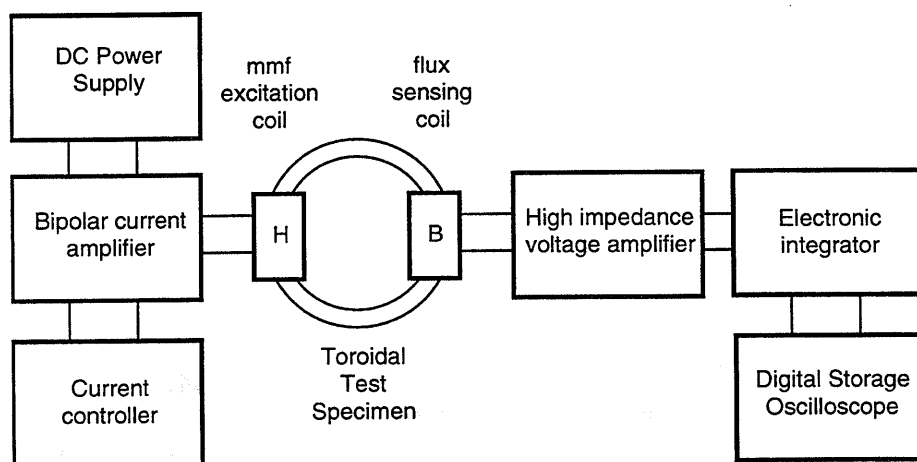 DC Power
Supply
mmf
excitation
coil
flux
sensing
coil
Bipolar current
amplifier
H
B
High impedance
voltage amplifier
Electronic
integrator
Toroidal
Test
Specimen
Current
controller
Digital Storage
Oscilloscope